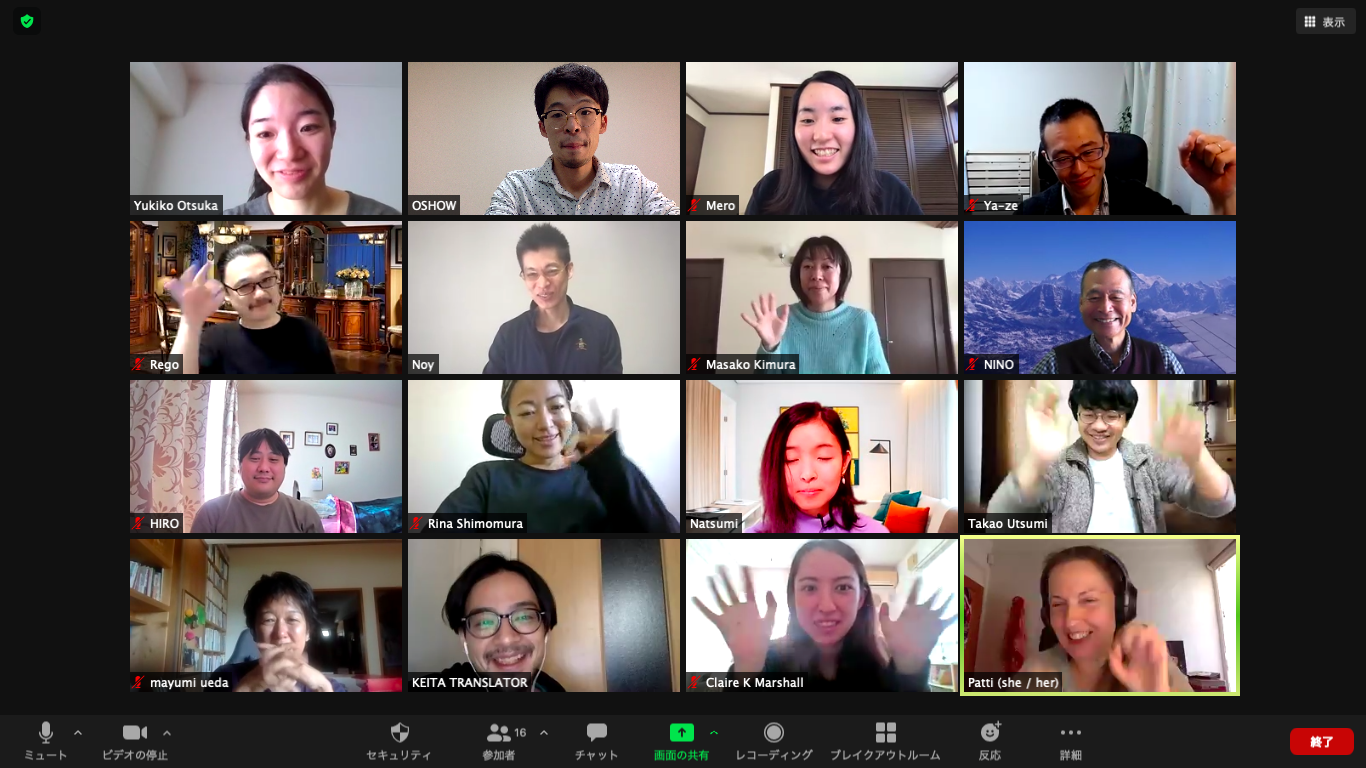 表示
Yukiko Otsuka
OSHOW
Mero
Ya-ze
Rego
Noy
Masako Kimura
NINO
HIRO
Rina Shimomura
Natsumi
Takao Utsumi
mayumi ueda
KEITA TRANSLATOR
Claire K Marshall
Patti (she / her)
ミュート
ビデオの停止
セキュリティ
16
参加者
チャット
画面の共有
レコーディング
ブレイクアウトルーム
反応
詳細
終了